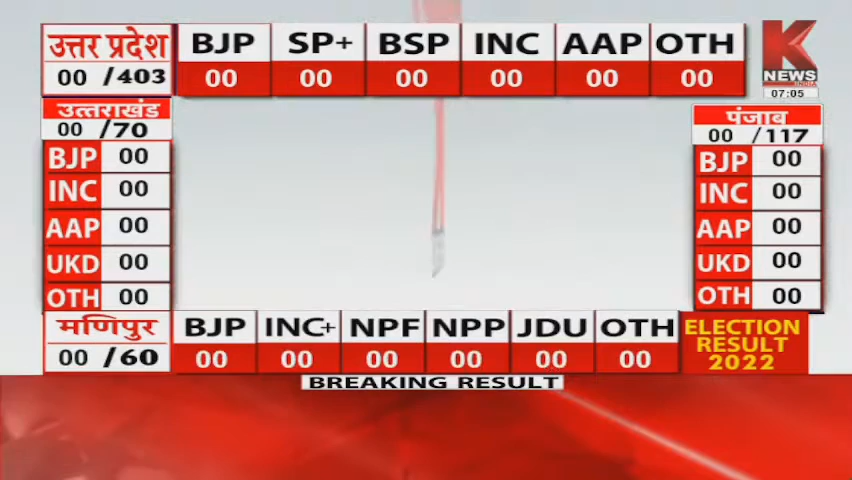 उत्तर प्रदेश
00 /403
BJP SP+ BSP INC AAP OTH
00 00 00 00 00 00
K
NEWS
INDIA
07:05
उत्तराखंड
00 /70
BJP 00
INC 00
AAP 00
UKD 00
OTH 00
पंजाब
00 /117
BJP 00
INC 00
AAP 00
UKD 00
OTH 00
मणिपुर
00 /60
BJP INC+ NPF NPP JDU OTH
00 00 00 00 00 00
ELECTION
RESULT
2022
BREAKING RESULT